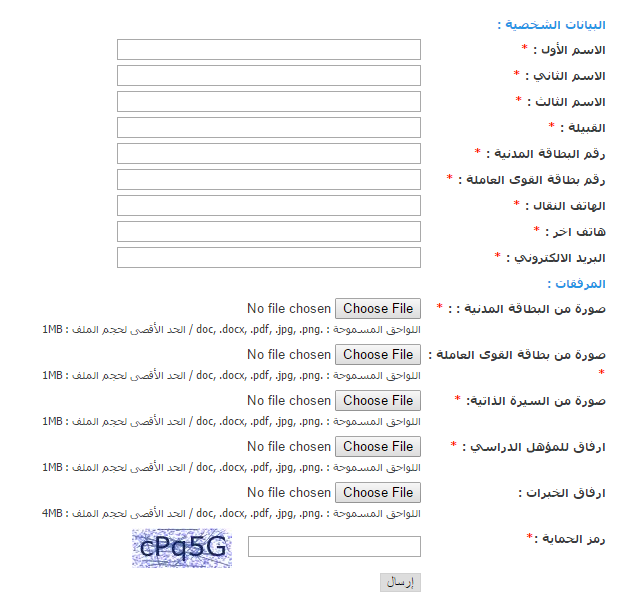 البيانات الشخصية :
الاسم الأول : *
الاسم الثاني : *
الاسم الثالث : *
القبيلة : *
رقم البطاقة المدنية : *
رقم بطاقة القوى العاملة : *
الهاتف النقال : *
هاتف اخر : *
البريد الالكتروني : *
المرفقات :
صورة من البطاقة المدنية : : * Choose File No file chosen
اللواحق المسموحة : .doc, .docx, .pdf, .jpg, .png / الحد الأقصى لحجم الملف : 1MB
صورة من بطاقة القوى العاملة : Choose File No file chosen
* اللواحق المسموحة : .doc, .docx, .pdf, .jpg, .png / الحد الأقصى لحجم الملف : 1MB
صورة من السيرة الذاتية: * Choose File No file chosen
اللواحق المسموحة : .doc, .docx, .pdf, .jpg, .png / الحد الأقصى لحجم الملف : 1MB
ارفاق للمؤهل الدراسي : * Choose File No file chosen
اللواحق المسموحة : .doc, .docx, .pdf, .jpg, .png / الحد الأقصى لحجم الملف : 1MB
ارفاق الخبرات : Choose File No file chosen
اللواحق المسموحة : .doc, .docx, .pdf, .jpg, .png / الحد الأقصى لحجم الملف : 4MB
رمز الحماية :* cPq5G
إرسال